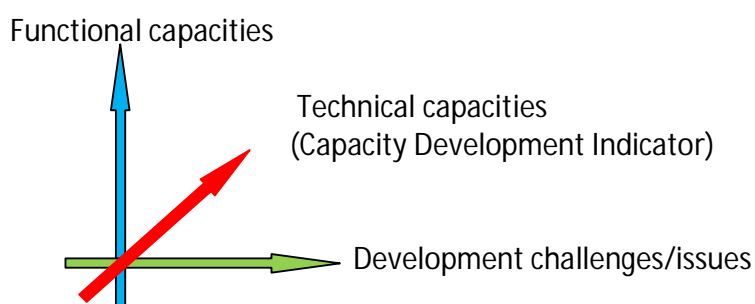 Functional capacities
Technical capacities
(Capacity Development Indicator)
Development challenges/issues